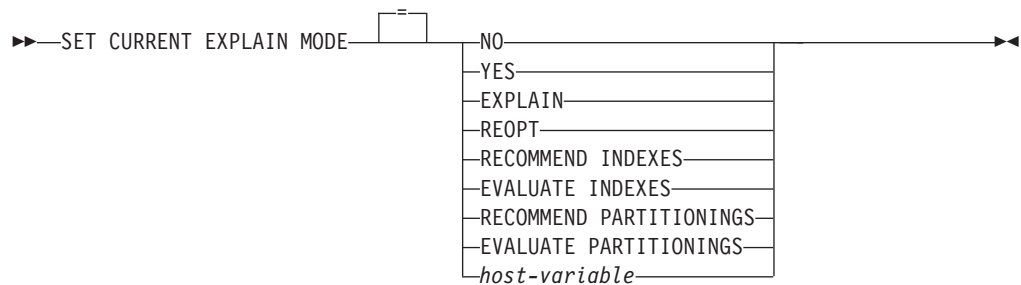 =
SET CURRENT EXPLAIN MODE NO
YES
EXPLAIN
REOPT
RECOMMEND INDEXES
EVALUATE INDEXES
RECOMMEND PARTITIONINGS
EVALUATE PARTITIONINGS
host-variable